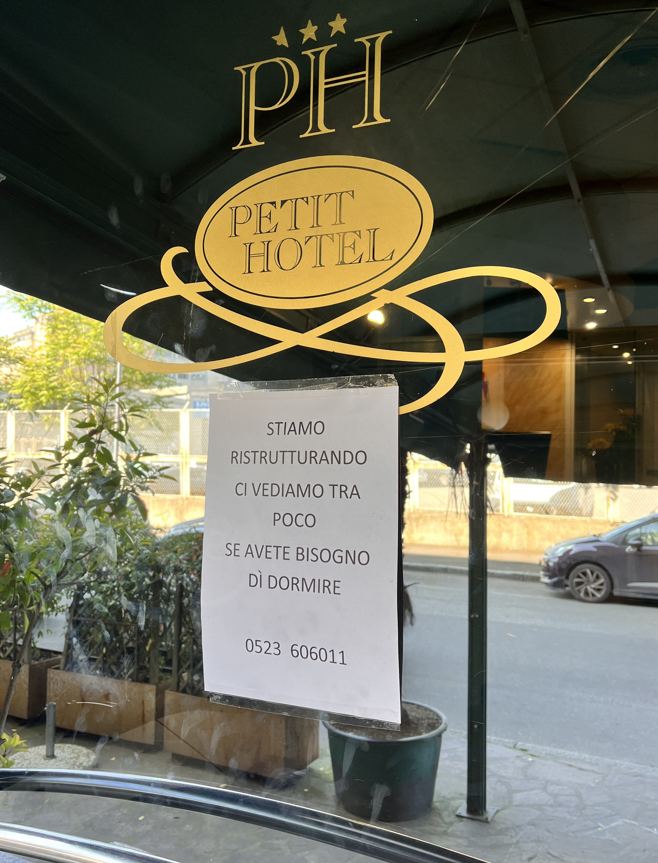 PH
PETIT
HOTEL
STIAMO
RISTRUTTURANDO
CI VEDIAMO TRA
POCO
SE AVETE BISOGNO
DÌ DORMIRE
0523 606011